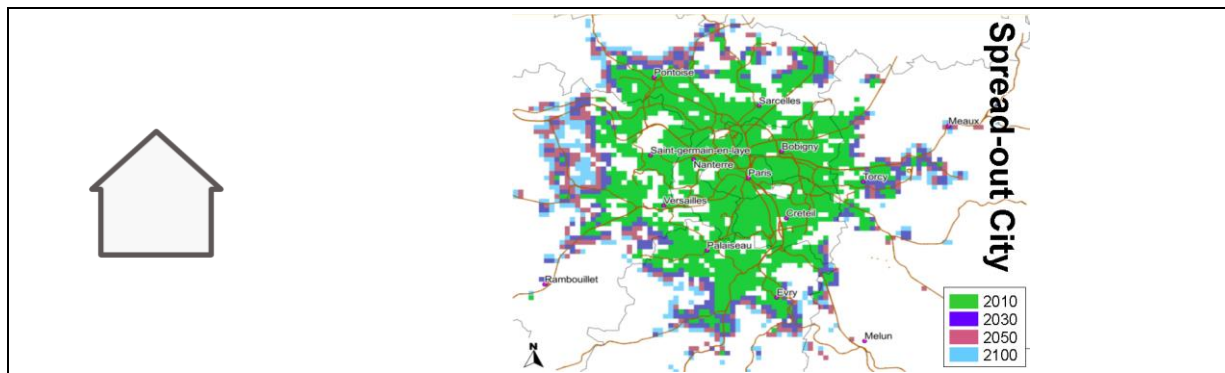 Spread-out City
Pontoise
Sarcelles
Meaux
Saint-germain-en-laye
Bobigny
Nanterre
Paris
Torcy
Versailles
Creteil
Palaiseau
Rambouillet
Evry
Melun
N
2010
2030
2050
2100